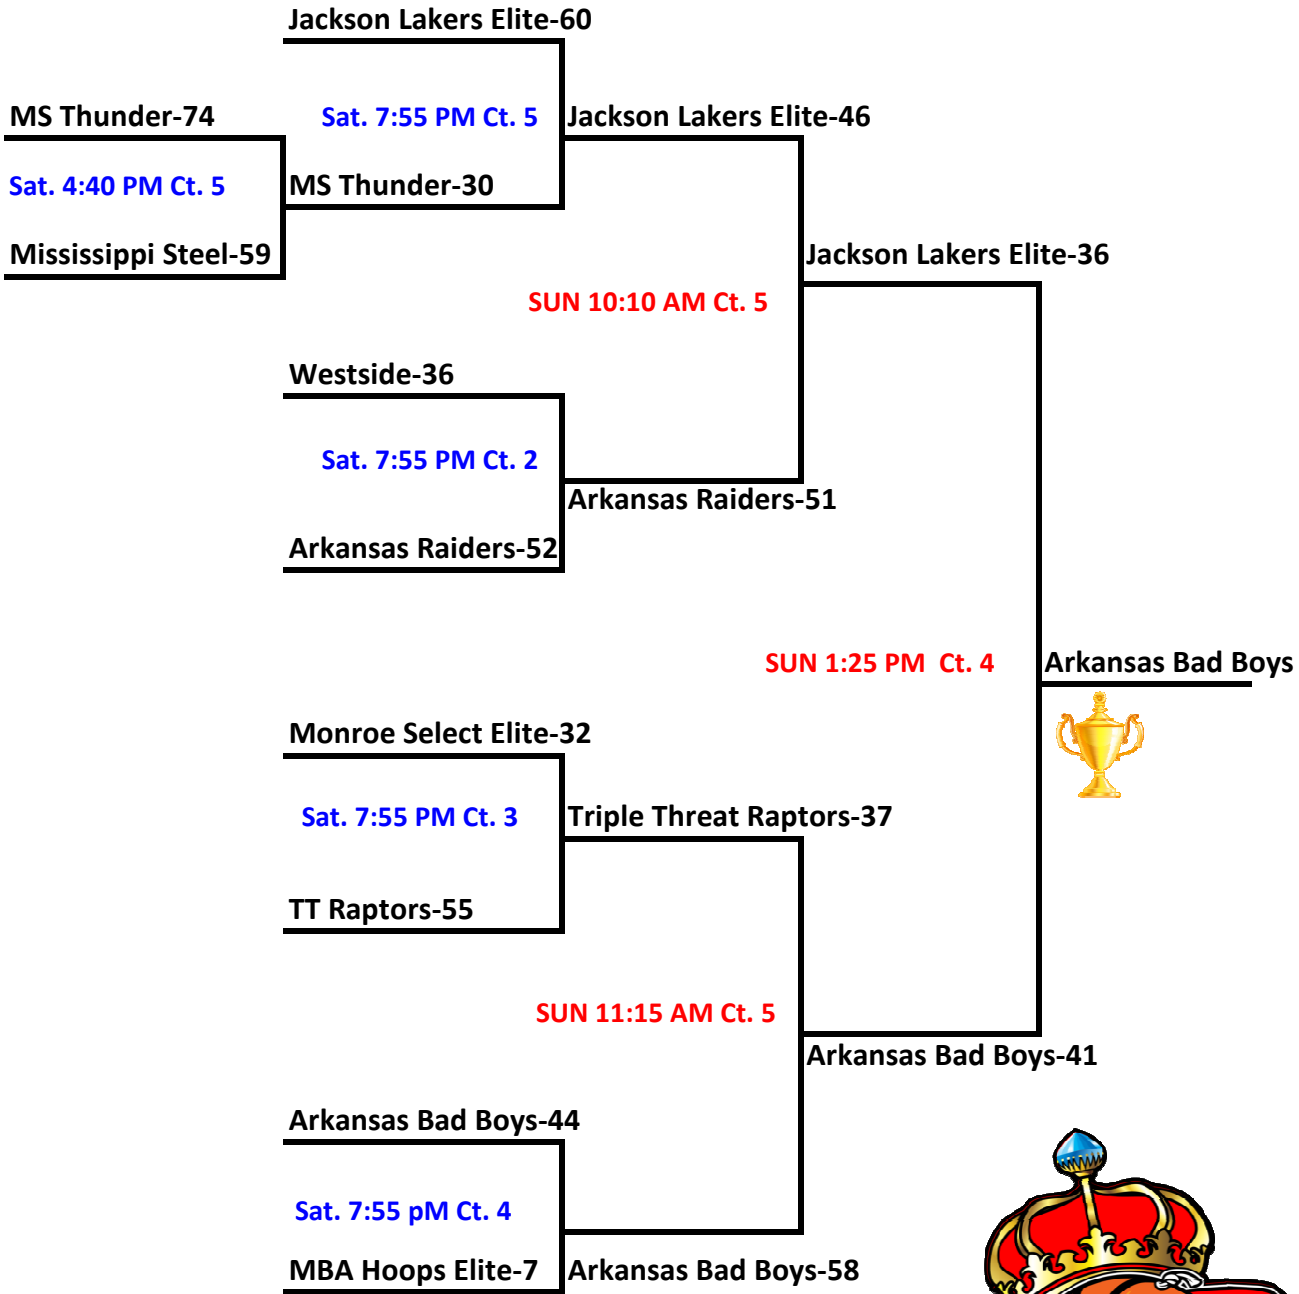 Jackson Lakers Elite-60
MS Thunder-74
Sat. 7:55 PM Ct. 5
Jackson Lakers Elite-46
Sat. 4:40 PM Ct. 5
MS Thunder-30
Mississippi Steel-59
Jackson Lakers Elite-36
SUN 10:10 AM Ct. 5
Westside-36
Sat. 7:55 PM Ct. 2
Arkansas Raiders-51
Arkansas Raiders-52
SUN 1:25 PM  Ct. 4
Arkansas Bad Boys
Monroe Select Elite-32
Sat. 7:55 PM Ct. 3
Triple Threat Raptors-37
TT Raptors-55
SUN 11:15 AM Ct. 5
Arkansas Bad Boys-41
Arkansas Bad Boys-44
Sat. 7:55 pM Ct. 4
MBA Hoops Elite-7
Arkansas Bad Boys-58